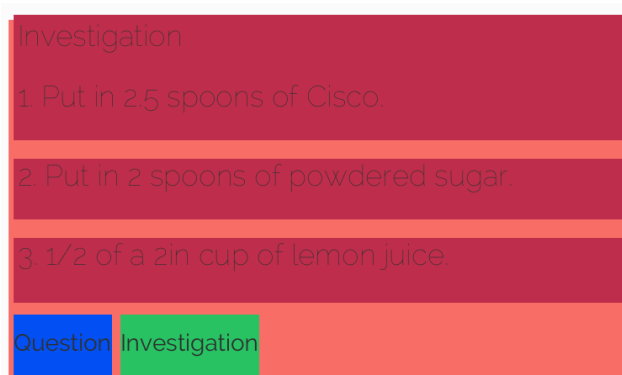 Investigation
1. Put in 2.5 spoons of Cisco.
2. Put in 2 spoons of powdered sugar.
3. 1/2 of a 2in cup of lemon juice.
Question Investigation